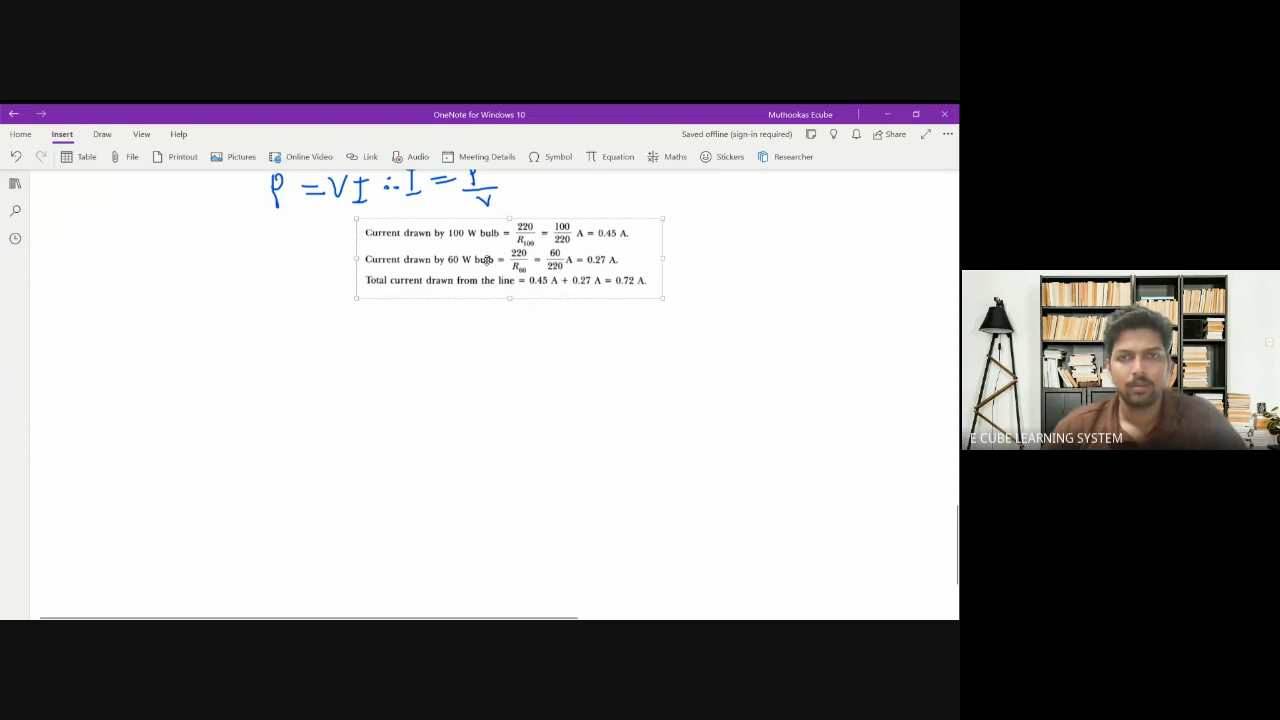 OneNote for Windows 10
Muthookas Ecube
Home Insert Draw View Help
Saved offline (sign-in required)
Share
Table File Printout Pictures Online Video Link Audio Meeting Details Symbol Equation Maths Stickers Researcher
P = VI ∴ I = P/V
Current drawn by 100 W bulb = 220/R₁₀₀ = 100/220 A = 0.45 A.
Current drawn by 60 W bulb = 220/R₆₀ = 60/220 A = 0.27 A.
Total current drawn from the line = 0.45 A + 0.27 A = 0.72 A.
E CUBE LEARNING SYSTEM